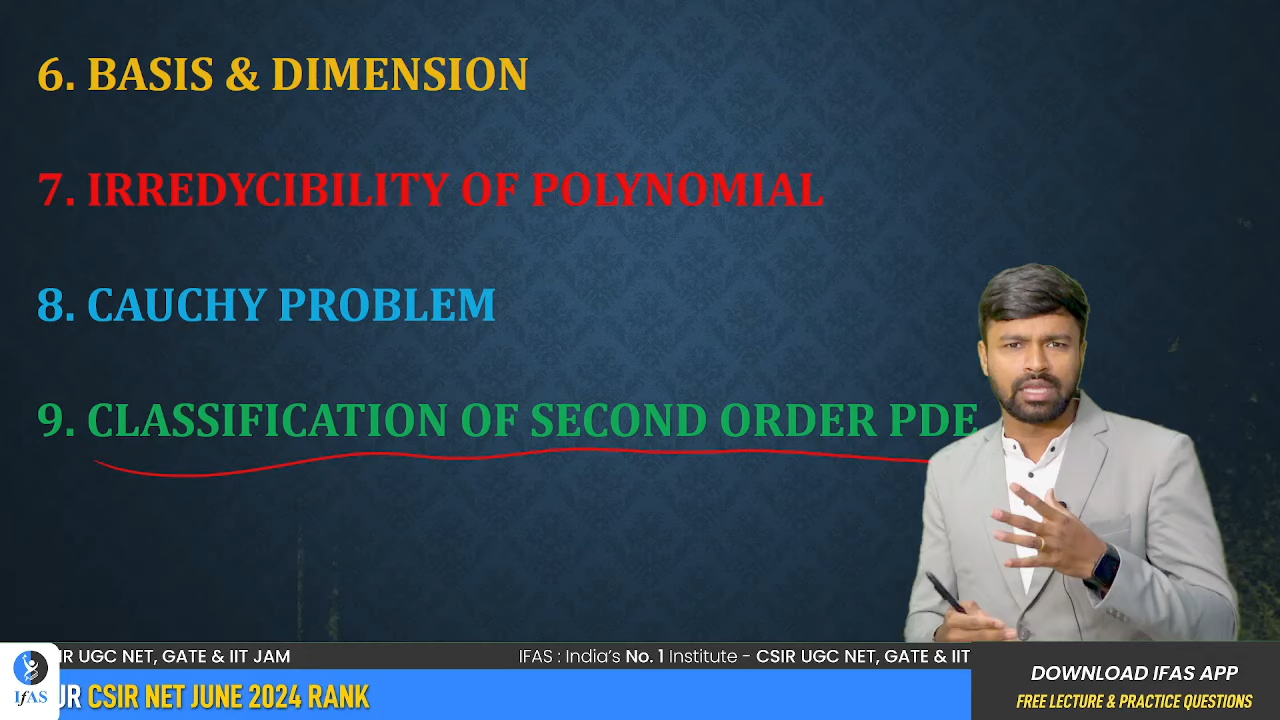 6. BASIS & DIMENSION
7. IRREDYCIBILITY OF POLYNOMIAL
8. CAUCHY PROBLEM
9. CLASSIFICATION OF SECOND ORDER PDE
UGC NET, GATE & IIT JAM
IFAS : India's No. 1 Institute - CSIR UGC NET, GATE & IIT
CSIR NET JUNE 2024 RANK
IfAS
DOWNLOAD IFAS APP
FREE LECTURE & PRACTICE QUESTIONS